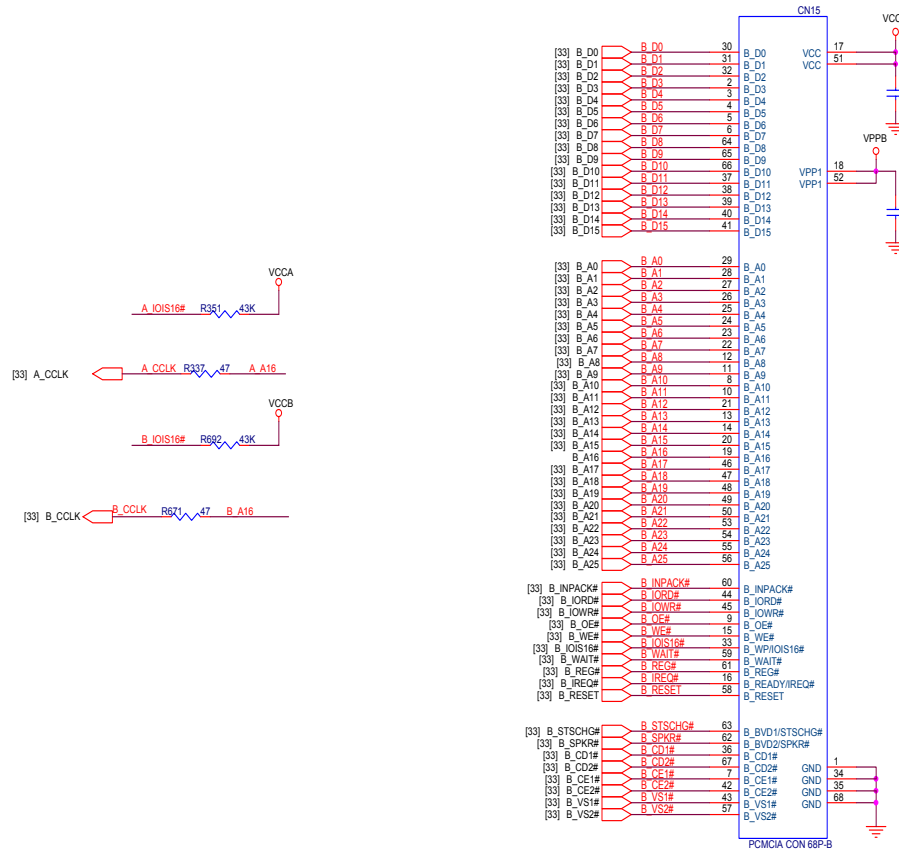 CN15
VCC
[33] B_D0 B_D0 30 B_D0 VCC 17
[33] B_D1 B_D1 31 B_D1 VCC 51
[33] B_D2 B_D2 32 B_D2
[33] B_D3 B_D3 2 B_D3
[33] B_D4 B_D4 3 B_D4
[33] B_D5 B_D5 4 B_D5
[33] B_D6 B_D6 5 B_D6
[33] B_D7 B_D7 6 B_D7
[33] B_D8 B_D8 64 B_D8
VPPB
[33] B_D9 B_D9 65 B_D9
[33] B_D10 B_D10 66 B_D10 VPP1 18
[33] B_D11 B_D11 37 B_D11 VPP1 52
[33] B_D12 B_D12 38 B_D12
[33] B_D13 B_D13 39 B_D13
[33] B_D14 B_D14 40 B_D14
[33] B_D15 B_D15 41 B_D15
[33] B_A0 B_A0 29 B_A0
[33] B_A1 B_A1 28 B_A1
[33] B_A2 B_A2 27 B_A2
[33] B_A3 B_A3 26 B_A3
[33] B_A4 B_A4 25 B_A4
[33] B_A5 B_A5 24 B_A5
[33] B_A6 B_A6 23 B_A6
[33] B_A7 B_A7 22 B_A7
[33] B_A8 B_A8 12 B_A8
[33] B_A9 B_A9 11 B_A9
[33] B_A10 B_A10 8 B_A10
[33] B_A11 B_A11 10 B_A11
[33] B_A12 B_A12 21 B_A12
[33] B_A13 B_A13 13 B_A13
[33] B_A14 B_A14 14 B_A14
[33] B_A15 B_A15 20 B_A15
B_A16 B_A16 19 B_A16
[33] B_A17 B_A17 46 B_A17
[33] B_A18 B_A18 47 B_A18
[33] B_A19 B_A19 48 B_A19
[33] B_A20 B_A20 49 B_A20
[33] B_A21 B_A21 50 B_A21
[33] B_A22 B_A22 53 B_A22
[33] B_A23 B_A23 54 B_A23
[33] B_A24 B_A24 55 B_A24
[33] B_A25 B_A25 56 B_A25
[33] B_INPACK# B_INPACK# 60 B_INPACK#
[33] B_IORD# B_IORD# 44 B_IORD#
[33] B_IOWR# B_IOWR# 45 B_IOWR#
[33] B_OE# B_OE# 9 B_OE#
[33] B_WE# B_WE# 15 B_WE#
[33] B_IOIS16# B_IOIS16# 33 B_WP/IOIS16#
[33] B_WAIT# B_WAIT# 59 B_WAIT#
[33] B_REG# B_REG# 61 B_REG#
[33] B_IREQ# B_IREQ# 16 B_READY/IREQ#
[33] B_RESET B_RESET 58 B_RESET
[33] B_STSCHG# B_STSCHG# 63 B_BVD1/STSCHG#
[33] B_SPKR# B_SPKR# 62 B_BVD2/SPKR#
[33] B_CD1# B_CD1# 36 B_CD1#
[33] B_CD2# B_CD2# 67 B_CD2# GND 1
[33] B_CE1# B_CE1# 7 B_CE1# GND 34
[33] B_CE2# B_CE2# 42 B_CE2# GND 35
[33] B_VS1# B_VS1# 43 B_VS1# GND 68
[33] B_VS2# B_VS2# 57 B_VS2#
PCMCIA CON 68P-B
VCCA
A_IOIS16# R351 43K
[33] A_CCLK A_CCLK R337 47 A_A16
VCCB
B_IOIS16# R692 43K
[33] B_CCLK B_CCLK R671 47 B_A16